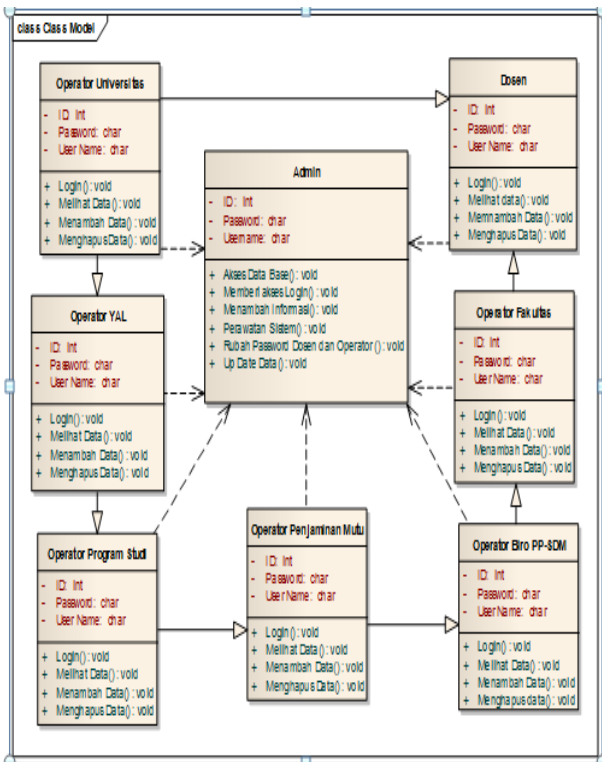 class Class Model
Operator Universitas
- ID: Int
- Password: char
- User Name: char
+ Login(): void
+ Melihat Data(): void
+ Menambah Data(): void
+ Menghapus Data(): void
Dosen
- ID: Int
- Password: char
- User Name: char
+ Login(): void
+ Melihat data(): void
+ Memnambah Data(): void
+ Menghapus Data(): void
Admin
- ID: Int
- Password: char
- Username: char
+ Akses Data Base(): void
+ Memberi akses Login(): void
+ Menambah Informasi(): void
+ Perawatan Sistem(): void
+ Rubah Password Dosen dan Operator(): void
+ Up Date Data(): void
Operator YAL
- ID: Int
- Password: char
- User Name: char
+ Login(): void
+ Melihat Data(): void
+ Menambah Data(): void
+ Menghapus Data(): void
Operator Fakultas
- ID: Int
- Password: char
- User Name: char
+ Login(): void
+ Melihat Data(): void
+ Menambah Data(): void
+ Menghapus Data(): void
Operator Program Studi
- ID: Int
- Password: char
- User Name: char
+ Login(): void
+ Melihat Data(): void
+ Menambah Data(): void
+ Menghapus Data(): void
Operator Penjaminan Mutu
- ID: Int
- Password: char
- User Name: char
+ Login(): void
+ Melihat Data(): void
+ Menambah Data(): void
+ Menghapus Data(): void
Operator Biro PP-SDM
- ID: Int
- Password: char
- User Name: char
+ Login(): void
+ Melihat Data(): void
+ Menambah Data(): void
+ Menghapus data(): void